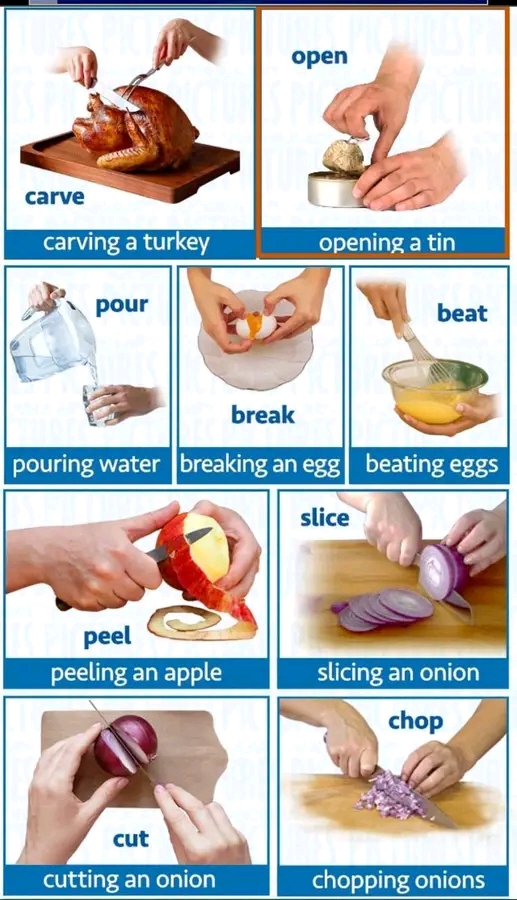 carve
carving a turkey
open
opening a tin
pour
pouring water
break
breaking an egg
beat
beating eggs
peel
peeling an apple
slice
slicing an onion
cut
cutting an onion
chop
chopping onions